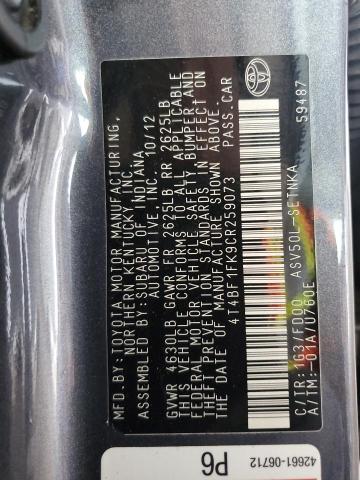 MFD. BY:TOYOTA MOTOR MANUFACTURING,
NORTHERN KENTUCKY, INC.
ASSEMBLED BY:SUBARU OF INDIANA
AUTOMOTIVE INC. 10/12
GVWR 4630LB GAWR FR 2625LB RR 2625LB
THIS VEHICLE CONFORMS TO ALL APPLICABLE
FEDERAL MOTOR VEHICLE SAFETY, BUMPER, AND
THEFT PREVENTION STANDARDS IN EFFECT ON
THE DATE OF MANUFACTURE SHOWN ABOVE.
4T4BF1FK9CR259073 PASS.CAR
C/TR:1G3/FD00 ASV50L-SETNKA
A/TM:-01A/U760E 59487
42661-06712
P6